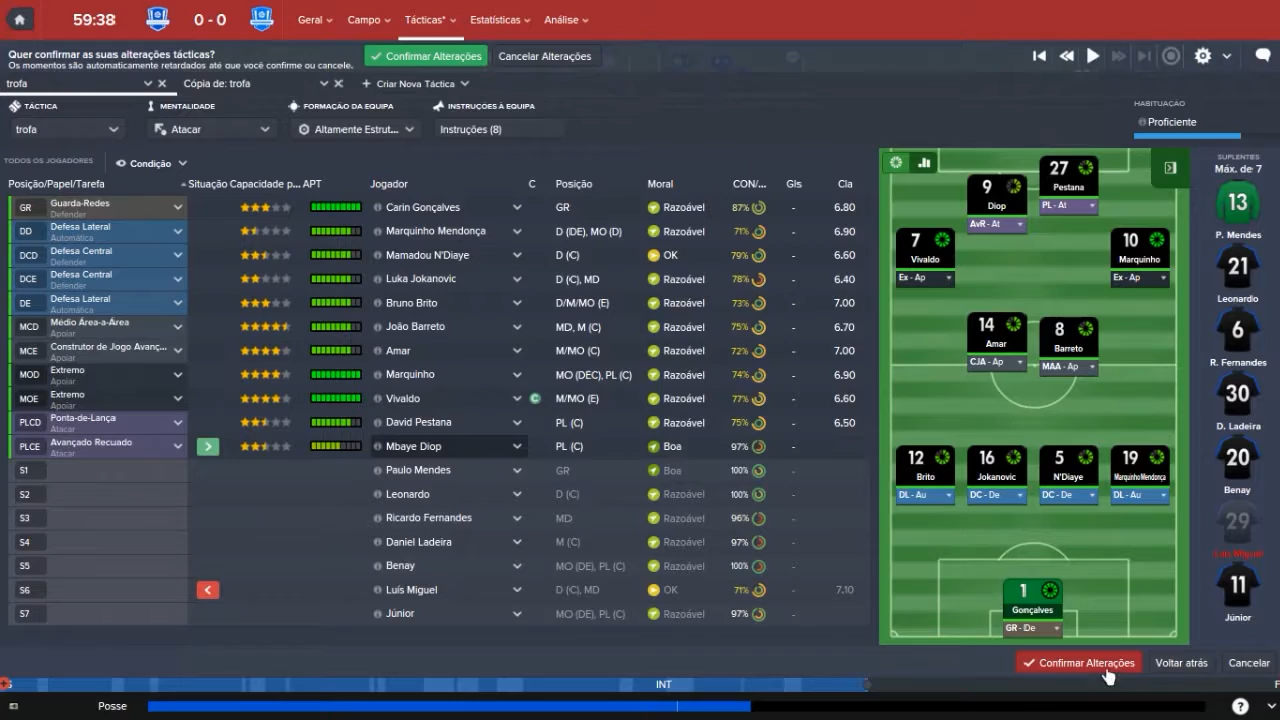 59:38
0 - 0
Geral
Campo
Tácticas*
Estatísticas
Análise
Quer confirmar as suas alterações tácticas?
Os momentos são automaticamente retardados até que você confirme ou cancele.
Confirmar Alterações
Cancelar Alterações
trofa
Cópia de: trofa
+ Criar Nova Táctica
TÁCTICA
MENTALIDADE
FORMAÇÃO DA EQUIPA
INSTRUÇÕES À EQUIPA
HABITUAÇÃO
trofa
Atacar
Altamente Estrut...
Instruções (8)
Proficiente
TODOS OS JOGADORES
Condição
Posição/Papel/Tarefa Situação Capacidade p... APT Jogador C Posição Moral CON/... Gls Cla
GR Guarda-Redes Defender Carin Gonçalves GR Razoável 87% - 6.80
DD Defesa Lateral Automática Marquinho Mendonça D (DE), MO (D) Razoável 71% - 6.90
DCD Defesa Central Defender Mamadou N'Diaye D (C) OK 79% - 6.60
DCE Defesa Central Defender Luka Jokanovic D (C), MD Razoável 78% - 6.40
DE Defesa Lateral Automática Bruno Brito D/M/MO (E) Razoável 73% - 7.00
MCD Médio Área-a-Área Apoiar João Barreto MD, M (C) Razoável 75% - 6.70
MCE Construtor de Jogo Avanç... Apoiar Amar M/MO (C) Razoável 72% - 7.00
MOD Extremo Apoiar Marquinho MO (DEC), PL (C) Razoável 74% - 6.90
MOE Extremo Apoiar Vivaldo C M/MO (E) Razoável 77% - 6.60
PLCD Ponta-de-Lança Atacar David Pestana PL (C) Razoável 75% - 6.50
PLCE Avançado Recuado Atacar Mbaye Diop PL (C) Boa 97% -
S1 Paulo Mendes GR Boa 100% -
S2 Leonardo D (C) Razoável 100% -
S3 Ricardo Fernandes MD Razoável 96% -
S4 Daniel Ladeira M (C) Razoável 97% -
S5 Benay MO (DE), PL (C) Razoável 100% -
S6 Luís Miguel D (C), MD OK 71% - 7.10
S7 Júnior MO (DE), PL (C) Razoável 97% -
27
Pestana
PL - At
9
Diop
AvR - At
7
Vivaldo
Ex - Ap
10
Marquinho
Ex - Ap
14
Amar
CJA - Ap
8
Barreto
MAA - Ap
12
Brito
DL - Au
16
Jokanovic
DC - De
5
N'Diaye
DC - De
19
Marquinho Mendonça
DL - Au
1
Gonçalves
GR - De
SUPLENTES
Máx. de 7
13
P. Mendes
21
Leonardo
6
R. Fernandes
30
D. Ladeira
20
Benay
29
Luís Miguel
11
Júnior
Confirmar Alterações
Voltar atrás
Cancelar
INT
F
Posse
?